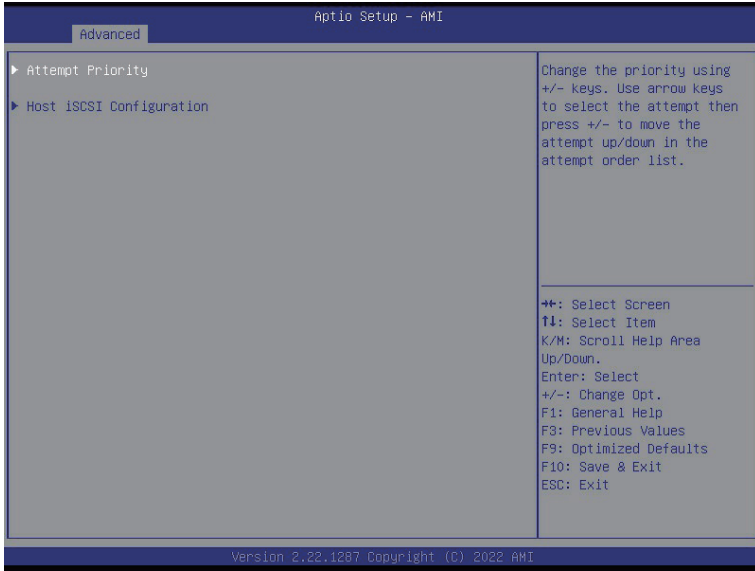 Aptio Setup – AMI
Advanced
▶ Attempt Priority
▶ Host iSCSI Configuration
Change the priority using
+/– keys. Use arrow keys
to select the attempt then
press +/– to move the
attempt up/down in the
attempt order list.
→←: Select Screen
↑↓: Select Item
K/M: Scroll Help Area
Up/Down.
Enter: Select
+/–: Change Opt.
F1: General Help
F3: Previous Values
F9: Optimized Defaults
F10: Save & Exit
ESC: Exit
Version 2.22.1287 Copyright (C) 2022 AMI